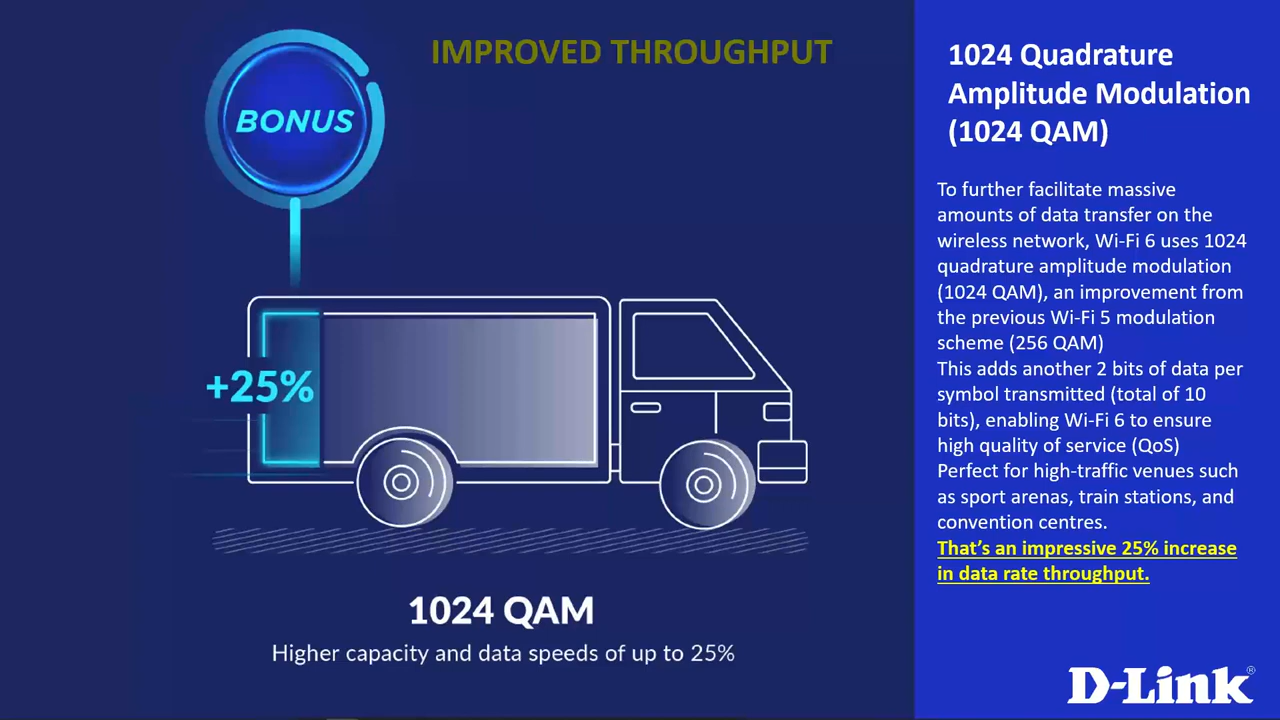 IMPROVED THROUGHPUT
BONUS
+25%
1024 QAM
Higher capacity and data speeds of up to 25%
1024 Quadrature
Amplitude Modulation
(1024 QAM)
To further facilitate massive
amounts of data transfer on the
wireless network, Wi-Fi 6 uses 1024
quadrature amplitude modulation
(1024 QAM), an improvement from
the previous Wi-Fi 5 modulation
scheme (256 QAM)
This adds another 2 bits of data per
symbol transmitted (total of 10
bits), enabling Wi-Fi 6 to ensure
high quality of service (QoS)
Perfect for high-traffic venues such
as sport arenas, train stations, and
convention centres.
That’s an impressive 25% increase
in data rate throughput.
D-Link®